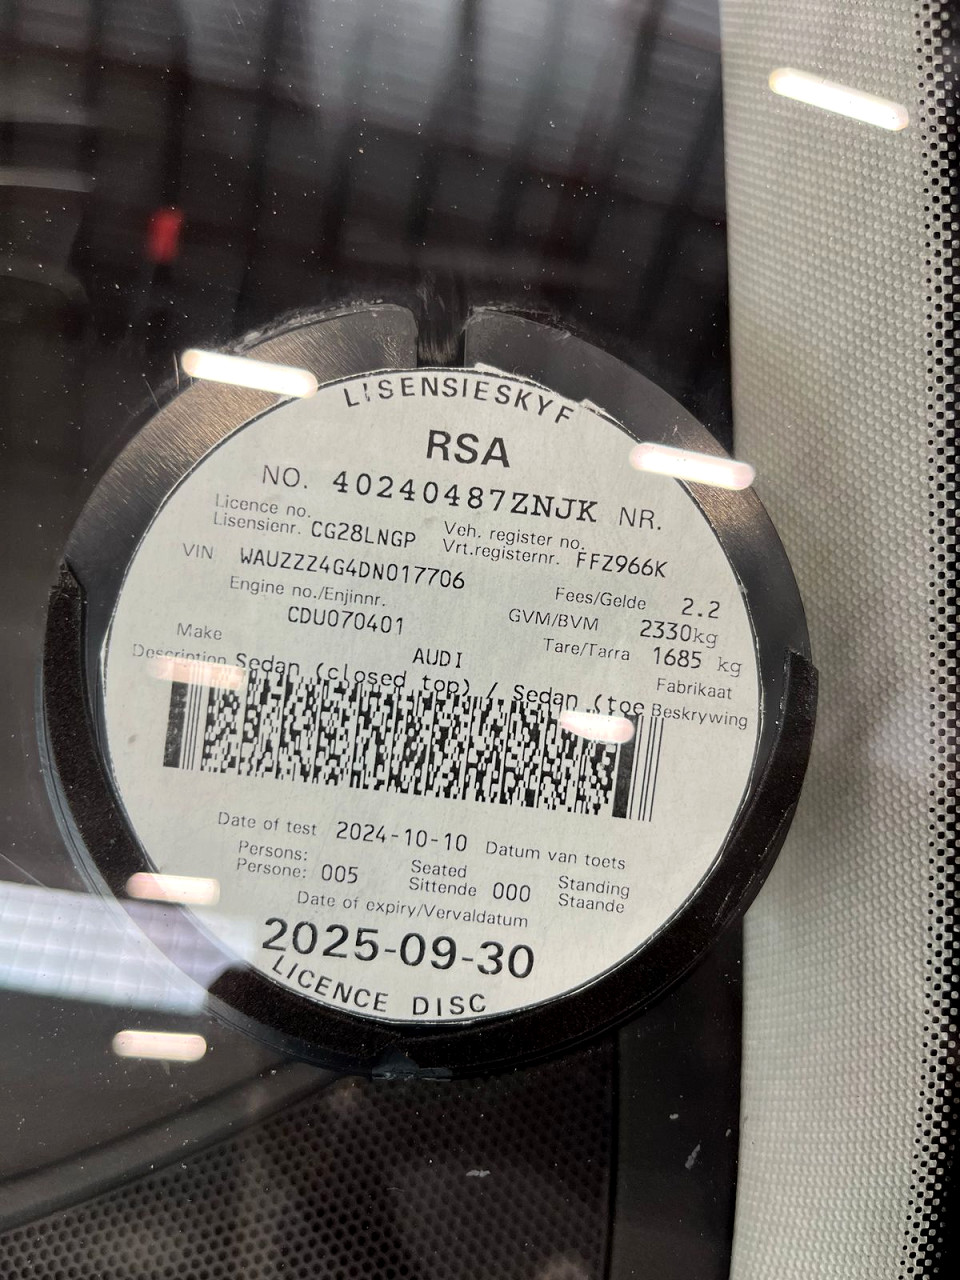 LISENSIESKYF
RSA
NO. 40240487ZNJK NR.
Licence no. Veh. register no.
Lisensienr. CG28LNGP Vrt.registernr. FFZ966K
VIN WAUZZZ4G4DN017706 Fees/Gelde 2.2
Engine no./Enjinnr. GVM/BVM 2330kg
CDU070401 Tare/Tarra 1685 kg
Make AUDI Fabrikaat
Description Sedan (closed top) / Sedan (toe Beskrywing
Date of test 2024-10-10 Datum van toets
Persons: Seated Standing
Persone: 005 Sittende 000 Staande
Date of expiry/Vervaldatum
2025-09-30
LICENCE DISC